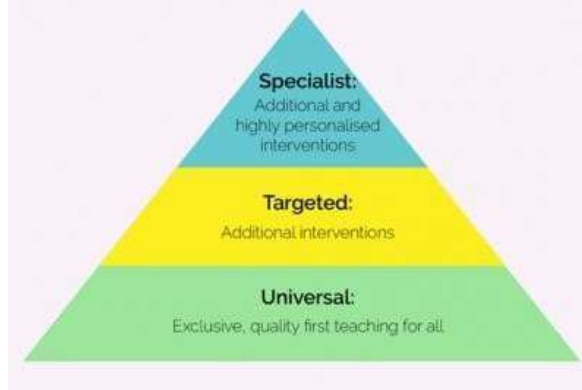 Specialist:
Additional and
highly personalised
interventions
Targeted:
Additional interventions
Universal:
Exclusive, quality first teaching for all